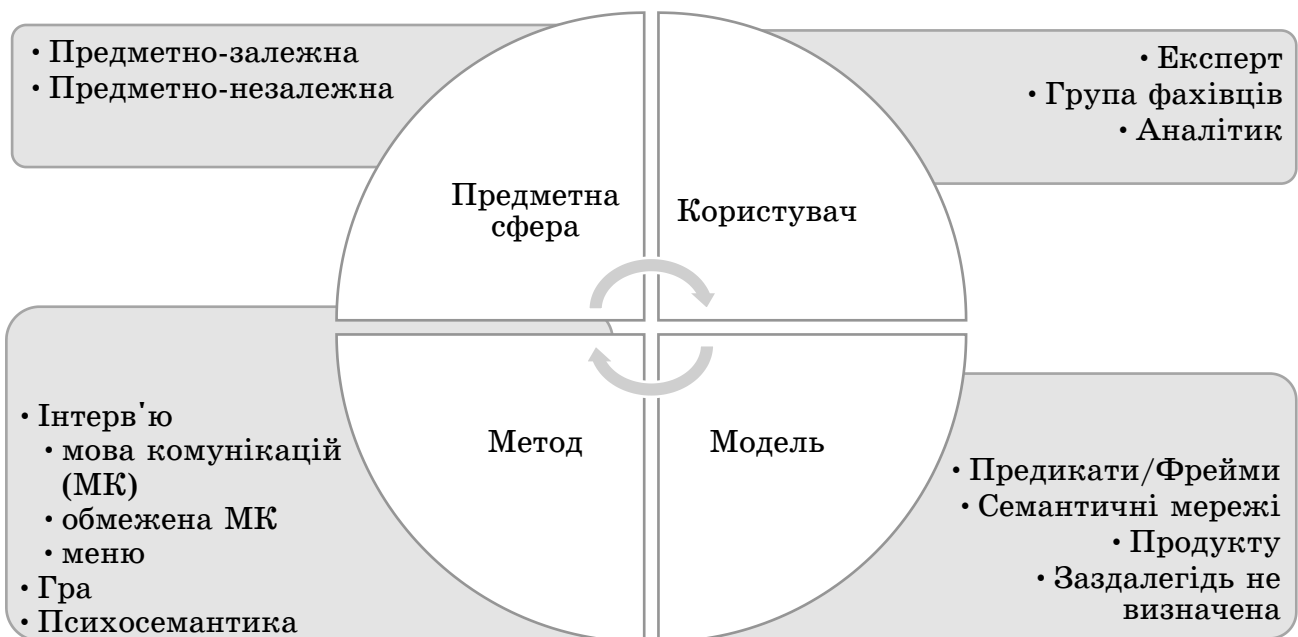 • Предметно-залежна
• Предметно-незалежна
• Експерт
• Група фахівців
• Аналітик
Предметна
сфера
Користувач
Метод
Модель
• Інтерв'ю
• мова комунікацій
(МК)
• обмежена МК
• меню
• Гра
• Психосемантика
• Предикати/Фрейми
• Семантичні мережі
• Продукту
• Заздалегідь не
визначена